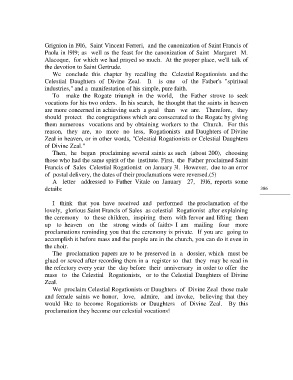 Grignion in l916, Saint Vincent Ferreri, and the canonization of Saint Francis of
Paola in l919; as well as the feast for the canonization of Saint Margaret M.
Alacoque, for which we had prayed so much. At the proper place, we'll talk of
the devotion to Saint Gertrude.
We conclude this chapter by recalling the Celestial Rogationists and the
Celestial Daughters of Divine Zeal. It is one of the Father's "spiritual
industries," and a manifestation of his simple, pure faith.
To make the Rogate triumph in the world, the Father strove to seek
vocations for his two orders. In his search, he thought that the saints in heaven
are more concerned in achieving such a goal than we are. Therefore, they
should protect the congregations which are consecrated to the Rogate by giving
them numerous vocations and by obtaining workers to the Church. For this
reason, they are, no more no less, Rogationists and Daughters of Divine
Zeal in heaven, or in other words, "Celestial Rogationists or Celestial Daughters
of Divine Zeal."
Then, he began proclaiming several saints as such (about 200), choosing
those who had the same spirit of the institute. First, the Father proclaimed Saint
Francis of Sales Celestial Rogationist on January 31. However, due to an error
of postal delivery, the dates of their proclamations were reversed.(5)
A letter addressed to Father Vitale on January 27, l916, reports some
details:
186
I think that you have received and performed the proclamation of the
lovely, glorious Saint Francis of Sales as celestial Rogationist after explaining
the ceremony to these children, inspiring them with fervor and lifting them
up to heaven on the strong winds of faith> I am mailing four more
proclamations reminding you that the ceremony is private. If you are going to
accomplish it before mass and the people are in the church, you can do it even in
the choir.
The proclamation papers are to be preserved in a dossier, which must be
glued or sewed after recording them in a register so that they may be read in
the refectory every year the day before their anniversary in order to offer the
mass to the Celestial Rogationists, or to the Celestial Daughters of Divine
Zeal.
We proclaim Celestial Rogationists or Daughters of Divine Zeal those male
and female saints we honor, love, admire, and invoke, believing that they
would like to become Rogationists or Daughters of Divine Zeal. By this
proclamation they become our celestial vocations!